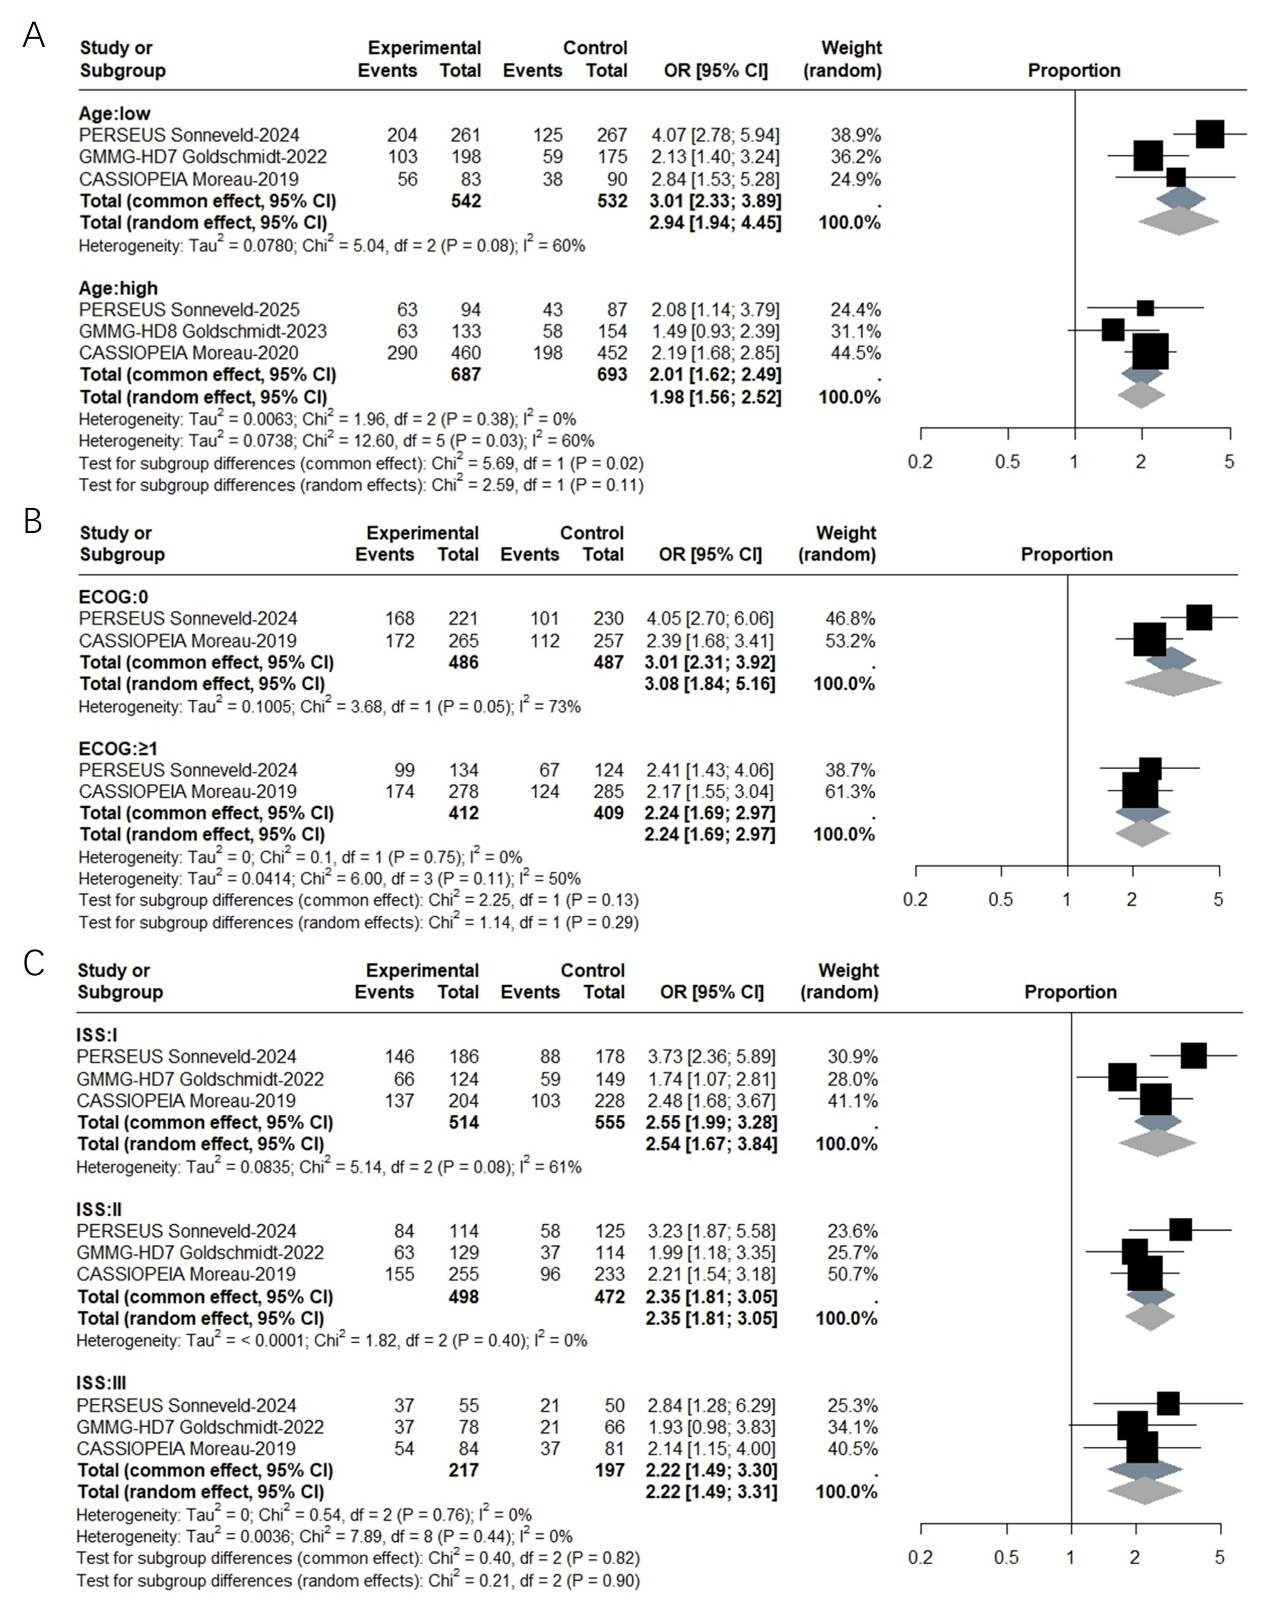 A
Study or Experimental Control Weight
Subgroup Events Total Events Total OR [95% CI] (random) Proportion
Age:low
PERSEUS Sonneveld-2024 204 261 125 267 4.07 [2.78; 5.94] 38.9%
GMMG-HD7 Goldschmidt-2022 103 198 59 175 2.13 [1.40; 3.24] 36.2%
CASSIOPEIA Moreau-2019 56 83 38 90 2.84 [1.53; 5.28] 24.9%
Total (common effect, 95% CI) 542 532 3.01 [2.33; 3.89] .
Total (random effect, 95% CI) 2.94 [1.94; 4.45] 100.0%
Heterogeneity: Tau² = 0.0780; Chi² = 5.04, df = 2 (P = 0.08); I² = 60%
Age:high
PERSEUS Sonneveld-2025 63 94 43 87 2.08 [1.14; 3.79] 24.4%
GMMG-HD8 Goldschmidt-2023 63 133 58 154 1.49 [0.93; 2.39] 31.1%
CASSIOPEIA Moreau-2020 290 460 198 452 2.19 [1.68; 2.85] 44.5%
Total (common effect, 95% CI) 687 693 2.01 [1.62; 2.49] .
Total (random effect, 95% CI) 1.98 [1.56; 2.52] 100.0%
Heterogeneity: Tau² = 0.0063; Chi² = 1.96, df = 2 (P = 0.38); I² = 0%
Heterogeneity: Tau² = 0.0738; Chi² = 12.60, df = 5 (P = 0.03); I² = 60%
Test for subgroup differences (common effect): Chi² = 5.69, df = 1 (P = 0.02)
Test for subgroup differences (random effects): Chi² = 2.59, df = 1 (P = 0.11)
0.2 0.5 1 2 5
B
Study or Experimental Control Weight
Subgroup Events Total Events Total OR [95% CI] (random) Proportion
ECOG:0
PERSEUS Sonneveld-2024 168 221 101 230 4.05 [2.70; 6.06] 46.8%
CASSIOPEIA Moreau-2019 172 265 112 257 2.39 [1.68; 3.41] 53.2%
Total (common effect, 95% CI) 486 487 3.01 [2.31; 3.92] .
Total (random effect, 95% CI) 3.08 [1.84; 5.16] 100.0%
Heterogeneity: Tau² = 0.1005; Chi² = 3.68, df = 1 (P = 0.05); I² = 73%
ECOG:≥1
PERSEUS Sonneveld-2024 99 134 67 124 2.41 [1.43; 4.06] 38.7%
CASSIOPEIA Moreau-2019 174 278 124 285 2.17 [1.55; 3.04] 61.3%
Total (common effect, 95% CI) 412 409 2.24 [1.69; 2.97] .
Total (random effect, 95% CI) 2.24 [1.69; 2.97] 100.0%
Heterogeneity: Tau² = 0; Chi² = 0.1, df = 1 (P = 0.75); I² = 0%
Heterogeneity: Tau² = 0.0414; Chi² = 6.00, df = 3 (P = 0.11); I² = 50%
Test for subgroup differences (common effect): Chi² = 2.25, df = 1 (P = 0.13)
Test for subgroup differences (random effects): Chi² = 1.14, df = 1 (P = 0.29)
0.2 0.5 1 2 5
C
Study or Experimental Control Weight
Subgroup Events Total Events Total OR [95% CI] (random) Proportion
ISS:I
PERSEUS Sonneveld-2024 146 186 88 178 3.73 [2.36; 5.89] 30.9%
GMMG-HD7 Goldschmidt-2022 66 124 59 149 1.74 [1.07; 2.81] 28.0%
CASSIOPEIA Moreau-2019 137 204 103 228 2.48 [1.68; 3.67] 41.1%
Total (common effect, 95% CI) 514 555 2.55 [1.99; 3.28] .
Total (random effect, 95% CI) 2.54 [1.67; 3.84] 100.0%
Heterogeneity: Tau² = 0.0835; Chi² = 5.14, df = 2 (P = 0.08); I² = 61%
ISS:II
PERSEUS Sonneveld-2024 84 114 58 125 3.23 [1.87; 5.58] 23.6%
GMMG-HD7 Goldschmidt-2022 63 129 37 114 1.99 [1.18; 3.35] 25.7%
CASSIOPEIA Moreau-2019 155 255 96 233 2.21 [1.54; 3.18] 50.7%
Total (common effect, 95% CI) 498 472 2.35 [1.81; 3.05] .
Total (random effect, 95% CI) 2.35 [1.81; 3.05] 100.0%
Heterogeneity: Tau² = < 0.0001; Chi² = 1.82, df = 2 (P = 0.40); I² = 0%
ISS:III
PERSEUS Sonneveld-2024 37 55 21 50 2.84 [1.28; 6.29] 25.3%
GMMG-HD7 Goldschmidt-2022 37 78 21 66 1.93 [0.98; 3.83] 34.1%
CASSIOPEIA Moreau-2019 54 84 37 81 2.14 [1.15; 4.00] 40.5%
Total (common effect, 95% CI) 217 197 2.22 [1.49; 3.30] .
Total (random effect, 95% CI) 2.22 [1.49; 3.31] 100.0%
Heterogeneity: Tau² = 0; Chi² = 0.54, df = 2 (P = 0.76); I² = 0%
Heterogeneity: Tau² = 0.0036; Chi² = 7.89, df = 8 (P = 0.44); I² = 0%
Test for subgroup differences (common effect): Chi² = 0.40, df = 2 (P = 0.82)
Test for subgroup differences (random effects): Chi² = 0.21, df = 2 (P = 0.90)
0.2 0.5 1 2 5